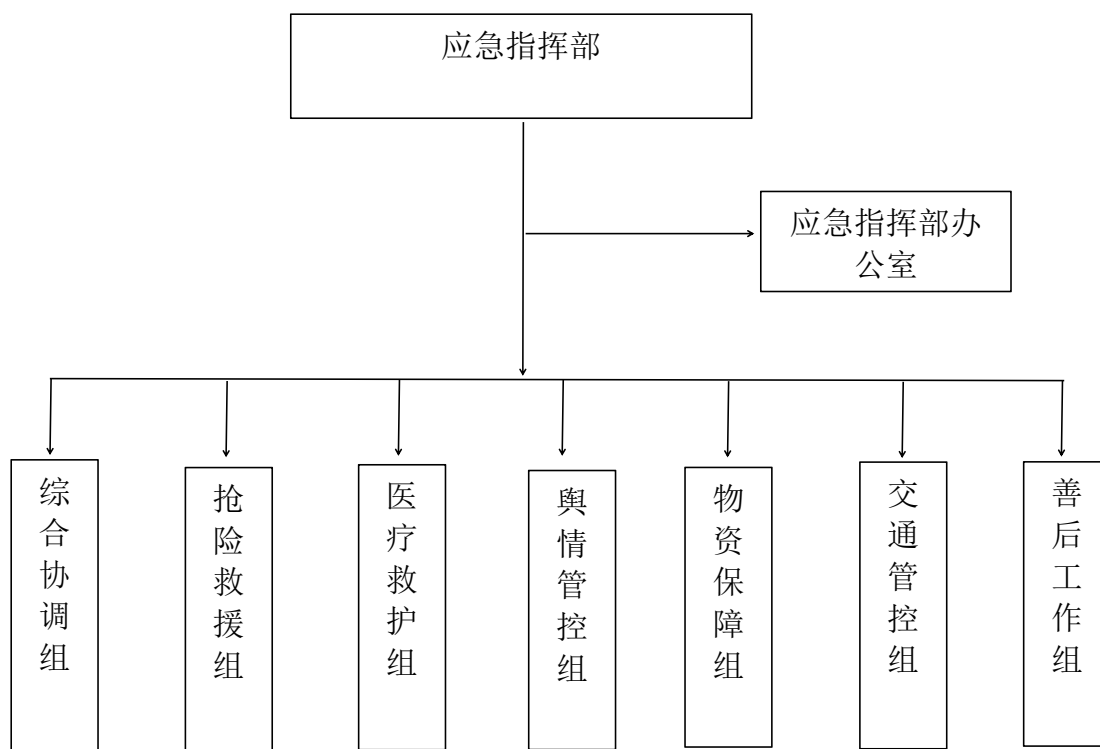 应急指挥部
应急指挥部办
公室
综合协调组
抢险救援组
医疗救护组
舆情管控组
物资保障组
交通管控组
善后工作组